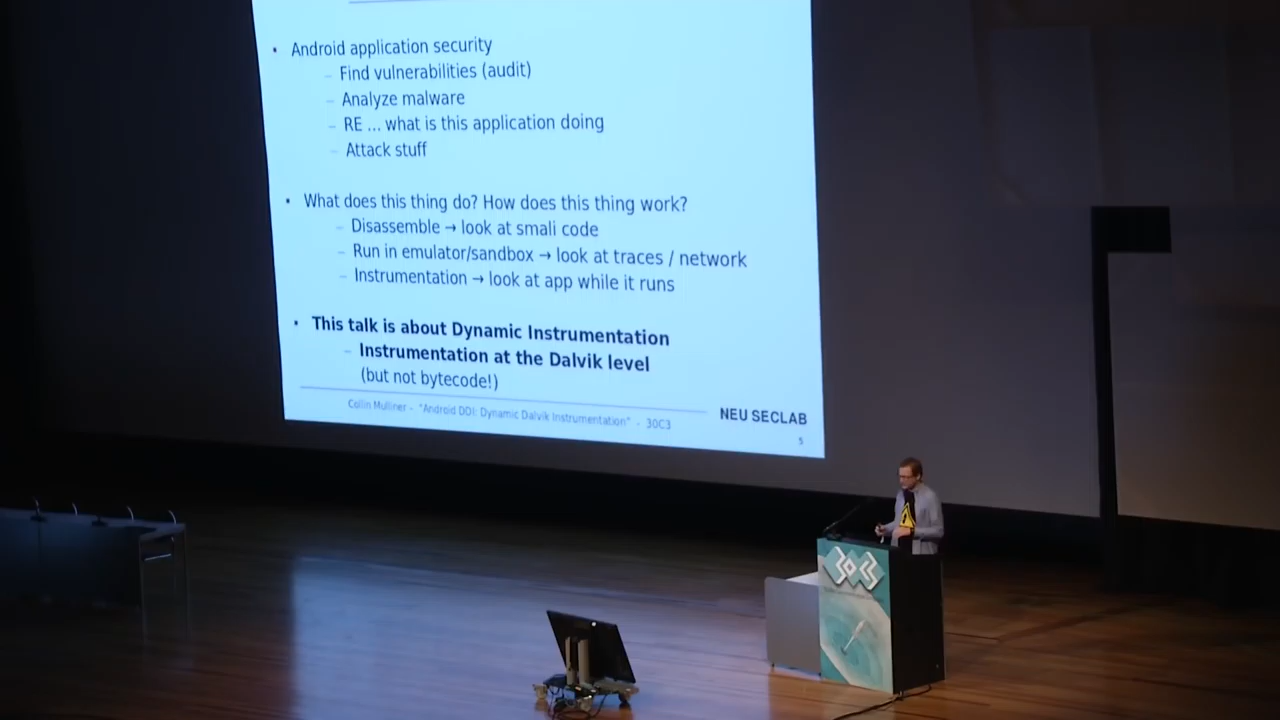 • Android application security
– Find vulnerabilities (audit)
– Analyze malware
– RE ... what is this application doing
– Attack stuff
• What does this thing do? How does this thing work?
– Disassemble → look at smali code
– Run in emulator/sandbox → look at traces / network
– Instrumentation → look at app while it runs
• This talk is about Dynamic Instrumentation
– Instrumentation at the Dalvik level
(but not bytecode!)
Collin Mulliner - "Android DDI: Dynamic Dalvik Instrumentation" - 30C3
NEU SECLAB
5
30C3